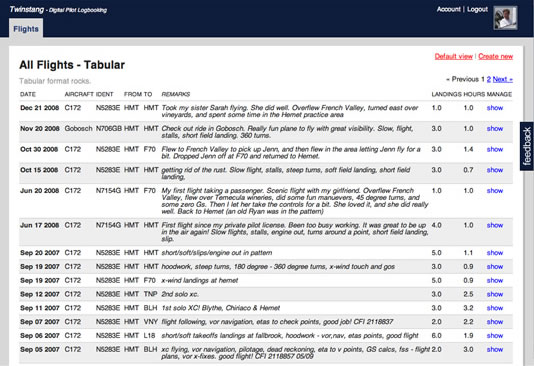 Twinstang - Digital Pilot Logbooking
Account | Logout
Flights
All Flights - Tabular
Default view | Create new
Tabular format rocks.
« Previous 1 2 Next »
DATE AIRCRAFT IDENT FROM TO REMARKS LANDINGS HOURS MANAGE
Dec 21 2008 C172 N5283E HMT HMT Took my sister Sarah flying. She did well. Overflew French Valley, turned east over 1.0 1.0 show
vineyards, and spent some time in the Hemet practice area
Nov 20 2008 Gobosch N706GB HMT HMT Check out ride in Gobosch. Really fun plane to fly with great visibility. Slow, flight, 3.0 1.0 show
stalls, short field landing. 360 turns.
Oct 30 2008 C172 N5283E HMT F70 Flew to French Valley to pick up Jenn, and then flew in the area letting Jenn fly for a 3.0 1.4 show
bit. Dropped Jenn off at F70 and returned to Hemet.
Oct 15 2008 C172 N5283E HMT HMT getting rid of the rust. Slow flight, stalls, steep turns, soft field landing, short field 3.0 0.7 show
landing,
Jun 20 2008 C172 N7154G HMT F70 My first flight taking a passenger. Scenic flight with my girlfriend. Overflew French 1.0 1.0 show
Valley, flew over Temecula wineries, did some fun manuevers, 45 degree turns, and
some zero Gs. Then I let her take the controls for a bit. She loved it, and she did really
well. Back to Hemet (an old Ryan was in the pattern)
Jun 17 2008 C172 N7154G HMT HMT First flight since my private pilot license. Been too busy working. It was great to be up 4.0 1.0 show
in the air again! Slow flights, stalls, engine out, turns around a point, short field landing,
slip.
Sep 20 2007 C172 N5283E HMT HMT short/soft/slips/engine out in pattern 5.0 1.1 show
Sep 19 2007 C172 N5283E HMT HMT hoodwork, steep turns, 180 degree - 360 degree turns, x-wind touch and gos 3.0 0.9 show
Sep 19 2007 C172 N5283E HMT F70 x-wind landings at hemet 5.0 0.9 show
Sep 12 2007 C172 N5283E HMT TNP 2nd solo xc. 3.0 2.5 show
Sep 11 2007 C172 N5283E HMT BLH 1st solo XC! Blythe, Chiriaco & Hemet 3.0 3.2 show
Sep 07 2007 C172 N5283E HMT VNY flight following, vor navigation, etas to check points, good job! CFI 2118837 2.0 2.2 show
Sep 06 2007 C172 N5283E HMT L18 short/soft takeoffs landings at fallbrook, hoodwork - vor,nav, etas points, good flight 6.0 1.9 show
Sep 05 2007 C172 N5283E HMT BLH xc flying, vor navigation, pilotage, dead reckoning, eta to v points, GS calcs, fss - flight 2.0 3.0 show
plans, vor x-fixes. good flight! CFI 2118857 05/09
feedback